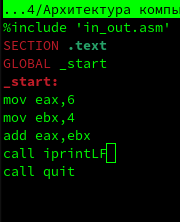 ...4/Архитектура компь
%include 'in_out.asm'
SECTION .text
GLOBAL _start
_start:
mov eax,6
mov ebx,4
add eax,ebx
call iprintLF
call quit